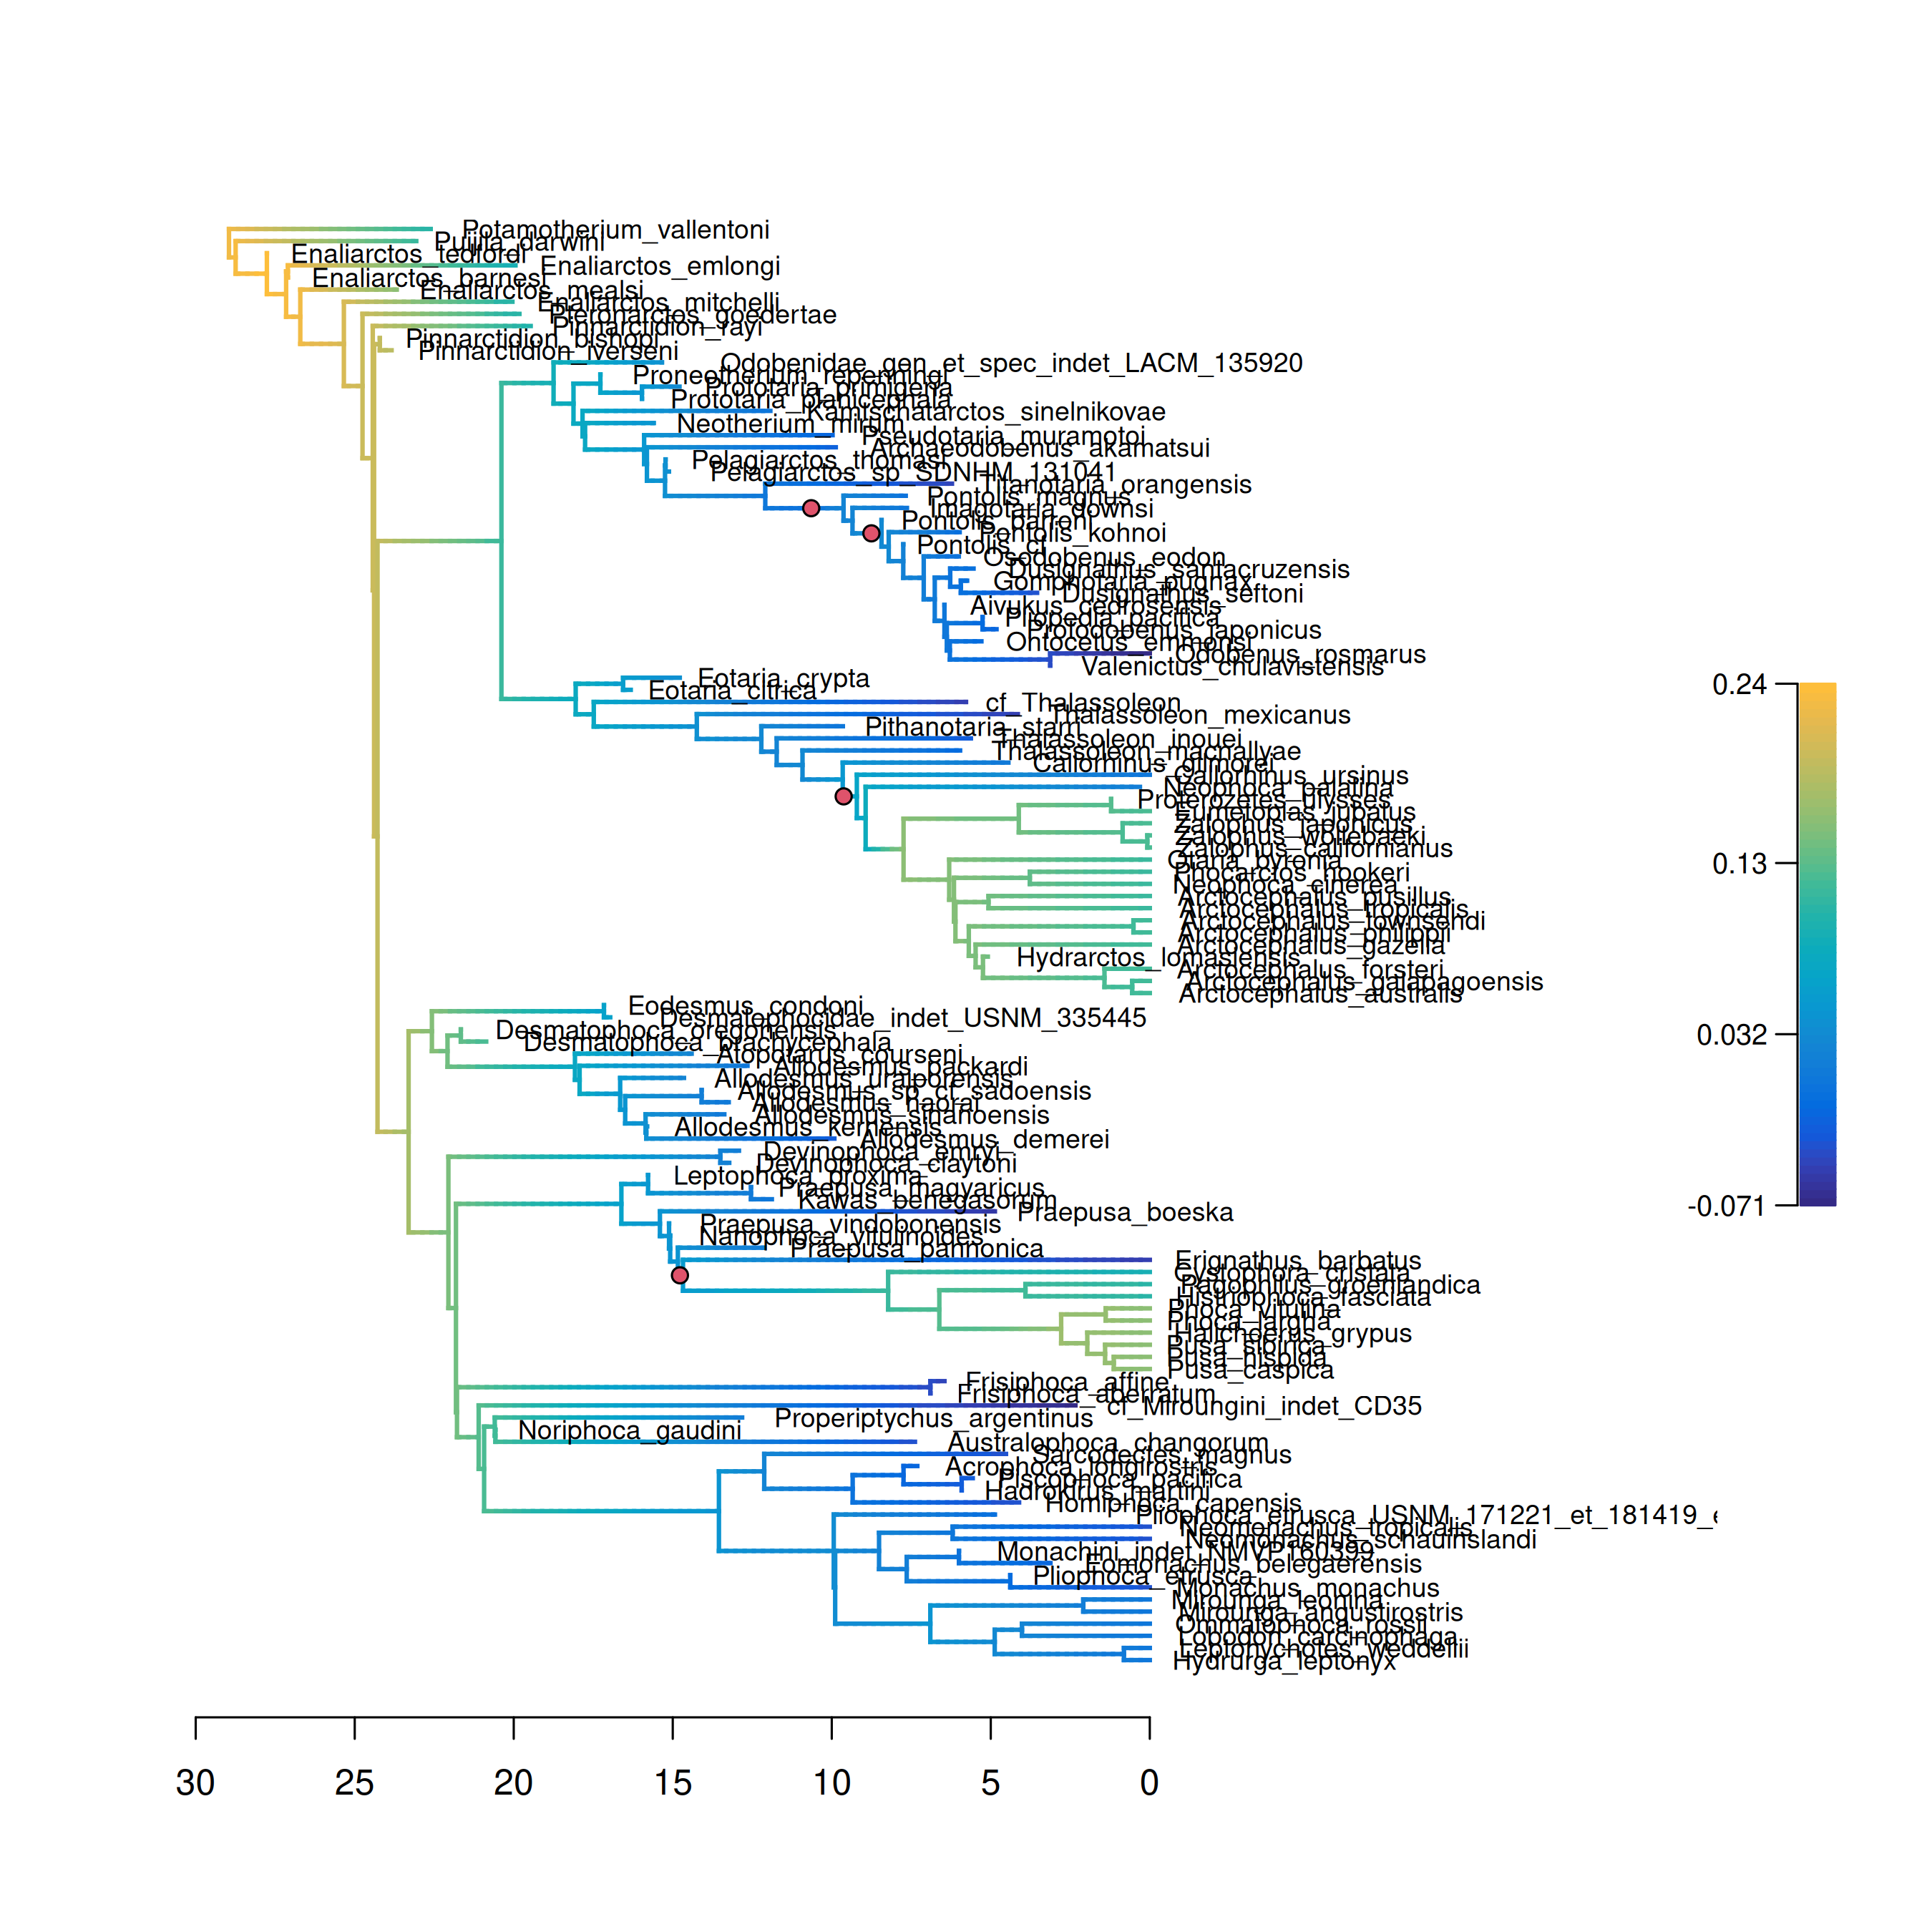 Potamotherium_vallentoni
Puijila_darwini
Enaliarctos_tedfordi
Enaliarctos_emlongi
Enaliarctos_barnesi
Enaliarctos_mealsi
Enaliarctos_mitchelli
Pteronarctos_goedertae
Pinnarctidion_rayi
Pinnarctidion_bishopi
Pinnarctidion_iverseni
Odobenidae_gen_et_spec_indet_LACM_135920
Proneotherium_repenningi
Prototaria_primigena
Prototaria_planicephala
Kamtschatarctos_sinelnikovae
Neotherium_mirum
Pseudotaria_muramotoi
Archaeodobenus_akamatsui
Pelagiarctos_thomasi
Pelagiarctos_sp_SDNHM_131041
Titanotaria_orangensis
Pontolis_magnus
Imagotaria_downsi
Pontolis_barroni
Pontolis_kohnoi
Pontolis_cf
Osodobenus_eodon
Dusignathus_santacruzensis
Gomphotaria_pugnax
Dusignathus_seftoni
Aivukus_cedrosensis
Pliopedia_pacifica
Protodobenus_japonicus
Ontocetus_emmonsi
Odobenus_rosmarus
Valenictus_chulavistensis
Eotaria_crypta
Eotaria_citrica
cf_Thalassoleon
Thalassoleon_mexicanus
Pithanotaria_starri
Thalassoleon_inouei
Thalassoleon_macnallyae
Callorhinus_gilmorei
Callorhinus_ursinus
Neophoca_palatina
Proterozetes_ulysses
Eumetopias_jubatus
Zalophus_japonicus
Zalophus_wollebaeki
Zalophus_californianus
Otaria_byronia
Phocarctos_hookeri
Neophoca_cinerea
Arctocephalus_pusillus
Arctocephalus_tropicalis
Arctocephalus_townsendi
Arctocephalus_philippii
Arctocephalus_gazella
Hydrarctos_lomasiensis
Arctocephalus_forsteri
Arctocephalus_galapagoensis
Arctocephalus_australis
Eodesmus_condoni
Desmatophocidae_indet_USNM_335445
Desmatophoca_oregonensis
Desmatophoca_brachycephala
Atopotarus_courseni
Allodesmus_packardi
Allodesmus_uraiporensis
Allodesmus_sp_cf_sadoensis
Allodesmus_naorai
Allodesmus_sinanoensis
Allodesmus_kernensis
Allodesmus_demerei
Devinophoca_emryi
Devinophoca_claytoni
Leptophoca_proxima
Praepusa_magyaricus
Kawas_benegasorum
Praepusa_boeska
Praepusa_vindobonensis
Nanophoca_vitulinoides
Praepusa_pannonica
Erignathus_barbatus
Cystophora_cristata
Pagophilus_groenlandica
Histriophoca_fasciata
Phoca_vitulina
Phoca_largha
Halichoerus_grypus
Pusa_sibirica
Pusa_hispida
Pusa_caspica
Frisiphoca_affine
Frisiphoca_aberratum
cf_Miroungini_indet_CD35
Properiptychus_argentinus
Noriphoca_gaudini
Australophoca_changorum
Sarcodectes_magnus
Acrophoca_longirostris
Piscophoca_pacifica
Hadrokirus_martini
Homiphoca_capensis
Pliophoca_etrusca_USNM_171221_et_181419_e
Neomonachus_tropicalis
Neomonachus_schauinslandi
Monachini_indet_NMVP160399
Eomonachus_belegaerensis
Pliophoca_etrusca
Monachus_monachus
Mirounga_leonina
Mirounga_angustirostris
Ommatophoca_rossii
Lobodon_carcinophaga
Leptonychotes_weddellii
Hydrurga_leptonyx
0.24
0.13
0.032
-0.071
30 25 20 15 10 5 0